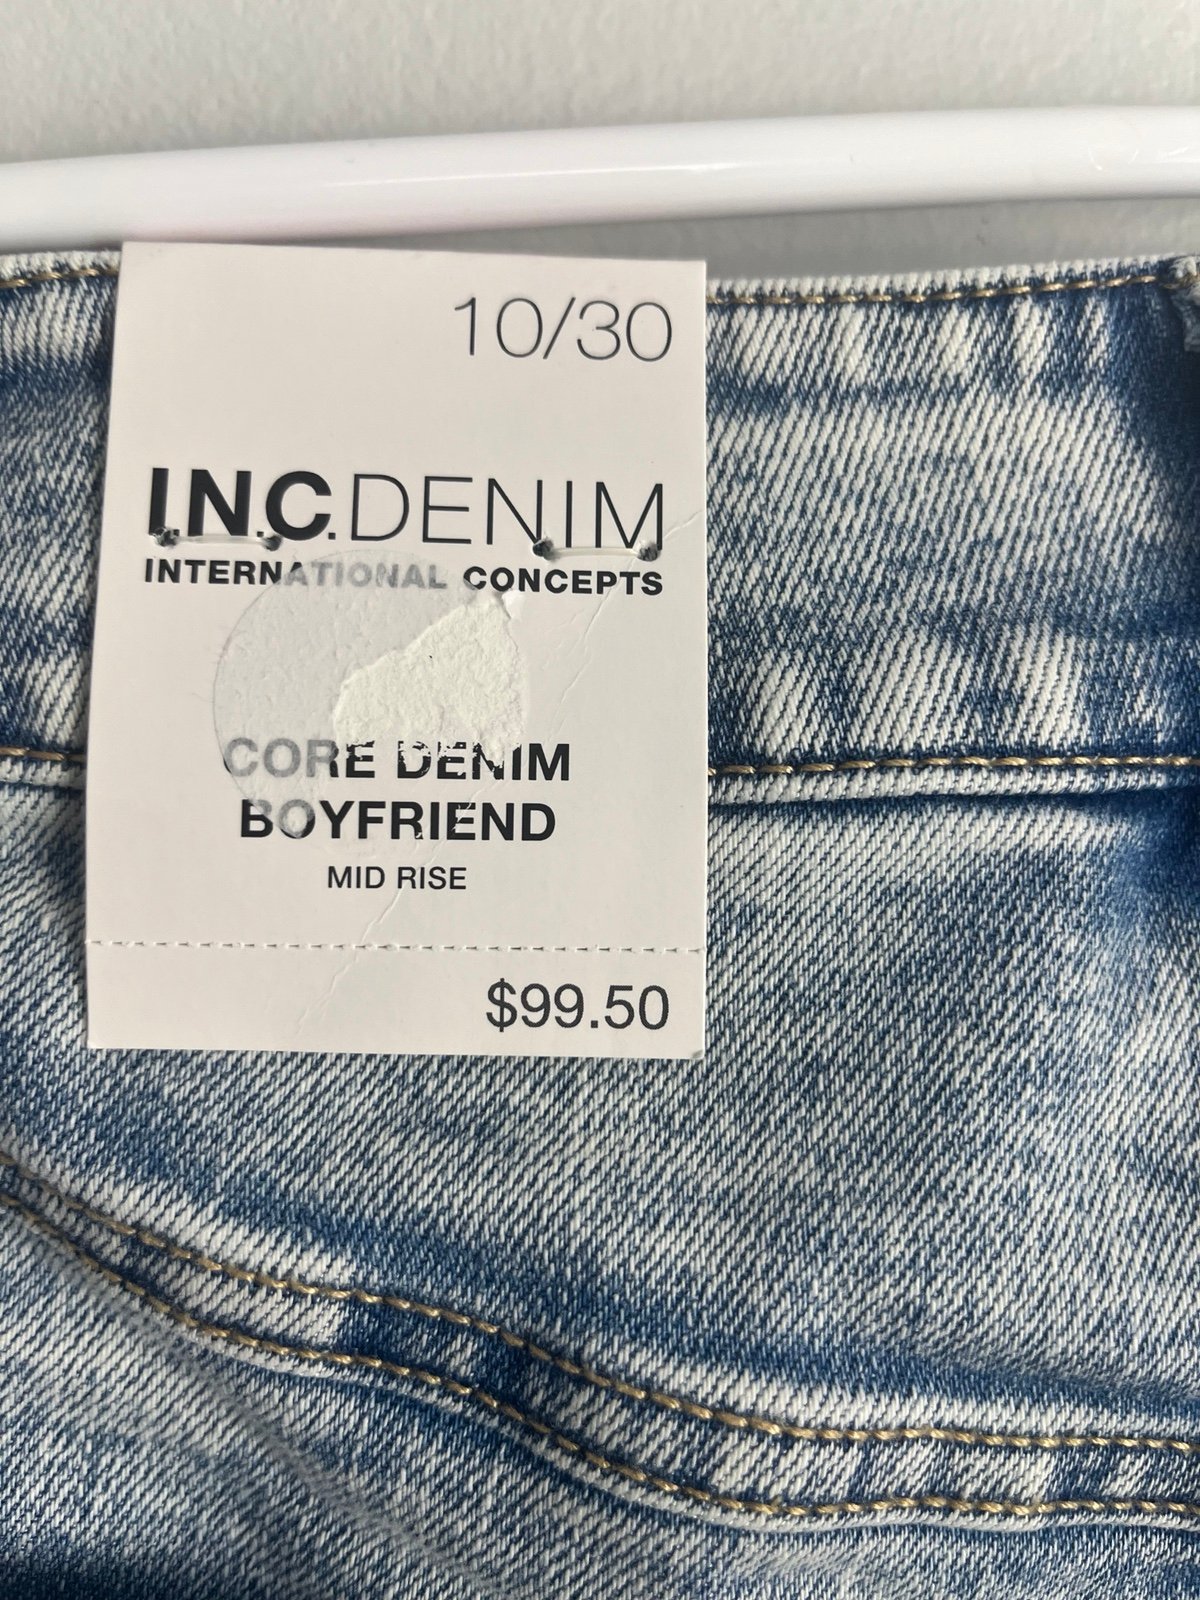 10/30
I.N.C.DENIM
INTERNATIONAL CONCEPTS
CORE DENIM
BOYFRIEND
MID RISE
$99.50